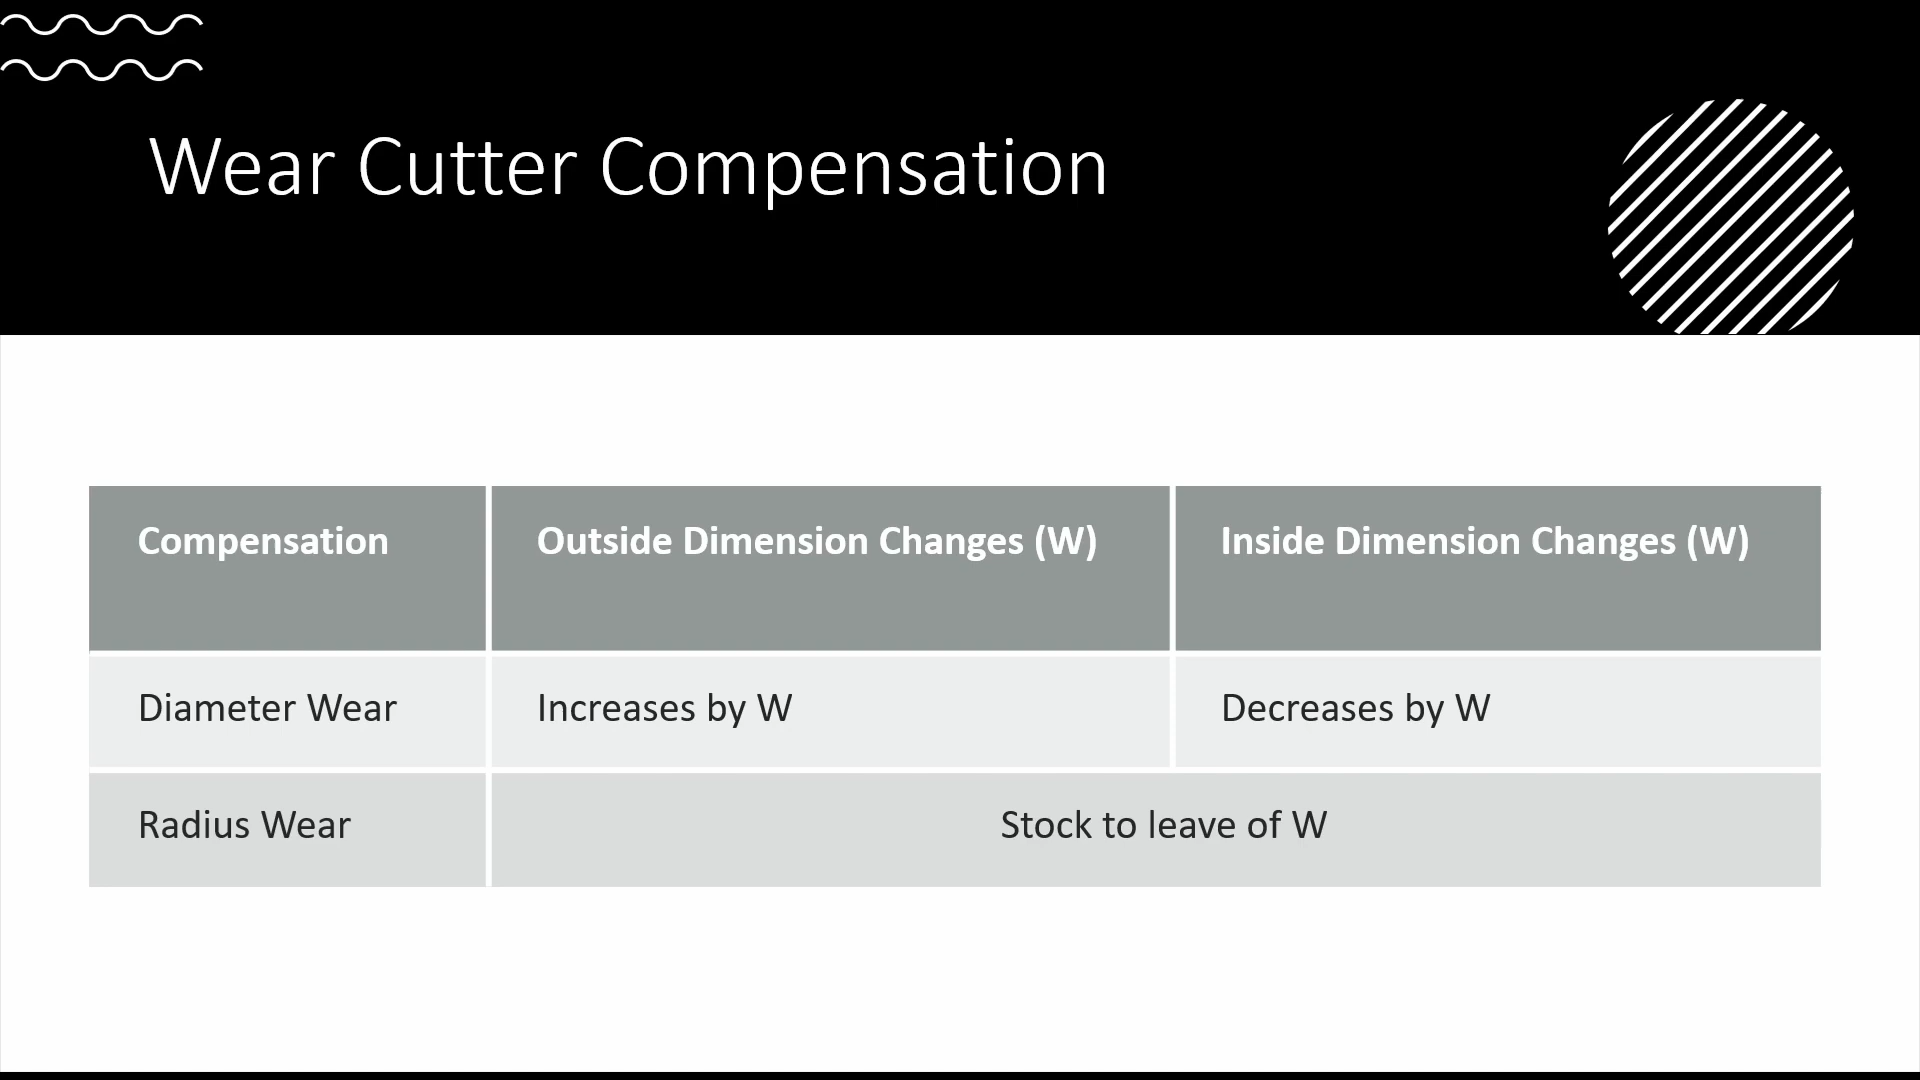 Wear Cutter Compensation
Compensation
Outside Dimension Changes (W)
Inside Dimension Changes (W)
Diameter Wear
Increases by W
Decreases by W
Radius Wear
Stock to leave of W